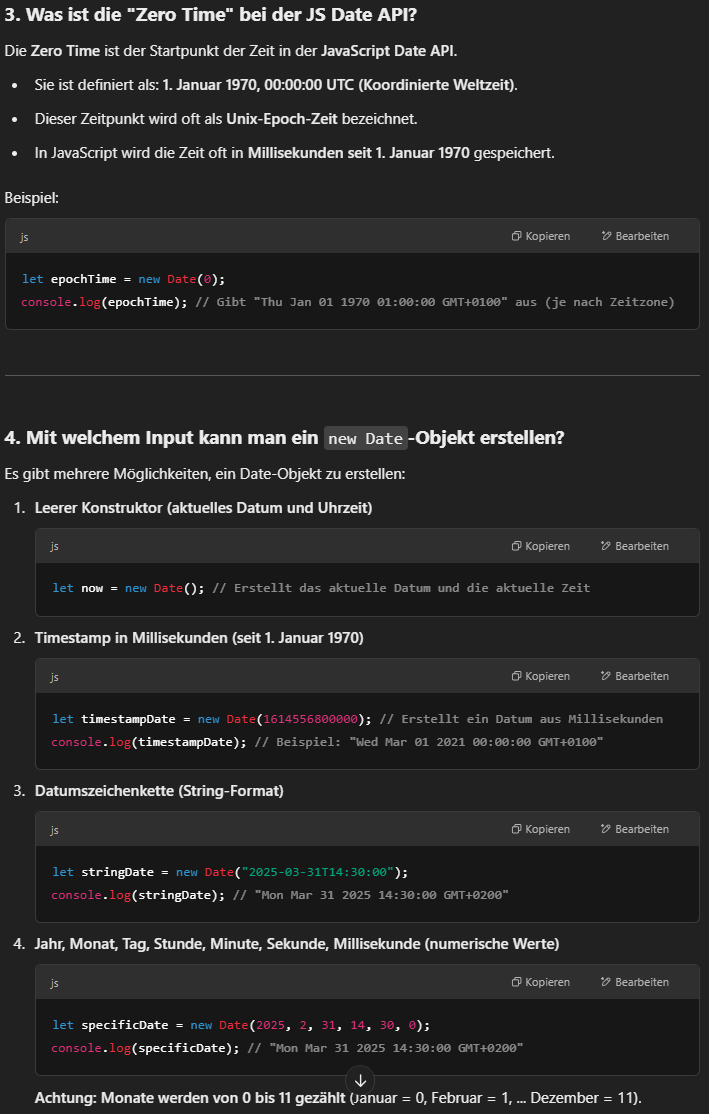 3. Was ist die "Zero Time" bei der JS Date API?
Die Zero Time ist der Startpunkt der Zeit in der JavaScript Date API.
• Sie ist definiert als: 1. Januar 1970, 00:00:00 UTC (Koordinierte Weltzeit).
• Dieser Zeitpunkt wird oft als Unix-Epoch-Zeit bezeichnet.
• In JavaScript wird die Zeit oft in Millisekunden seit 1. Januar 1970 gespeichert.
Beispiel:
js Kopieren Bearbeiten
let epochTime = new Date(0);
console.log(epochTime); // Gibt "Thu Jan 01 1970 01:00:00 GMT+0100" aus (je nach Zeitzone)
4. Mit welchem Input kann man ein new Date-Objekt erstellen?
Es gibt mehrere Möglichkeiten, ein Date-Objekt zu erstellen:
1. Leerer Konstruktor (aktuelles Datum und Uhrzeit)
js Kopieren Bearbeiten
let now = new Date(); // Erstellt das aktuelle Datum und die aktuelle Zeit
2. Timestamp in Millisekunden (seit 1. Januar 1970)
js Kopieren Bearbeiten
let timestampDate = new Date(1614556800000); // Erstellt ein Datum aus Millisekunden
console.log(timestampDate); // Beispiel: "Wed Mar 01 2021 00:00:00 GMT+0100"
3. Datumszeichenkette (String-Format)
js Kopieren Bearbeiten
let stringDate = new Date("2025-03-31T14:30:00");
console.log(stringDate); // "Mon Mar 31 2025 14:30:00 GMT+0200"
4. Jahr, Monat, Tag, Stunde, Minute, Sekunde, Millisekunde (numerische Werte)
js Kopieren Bearbeiten
let specificDate = new Date(2025, 2, 31, 14, 30, 0);
console.log(specificDate); // "Mon Mar 31 2025 14:30:00 GMT+0200"
Achtung: Monate werden von 0 bis 11 gezählt (Januar = 0, Februar = 1, ... Dezember = 11).